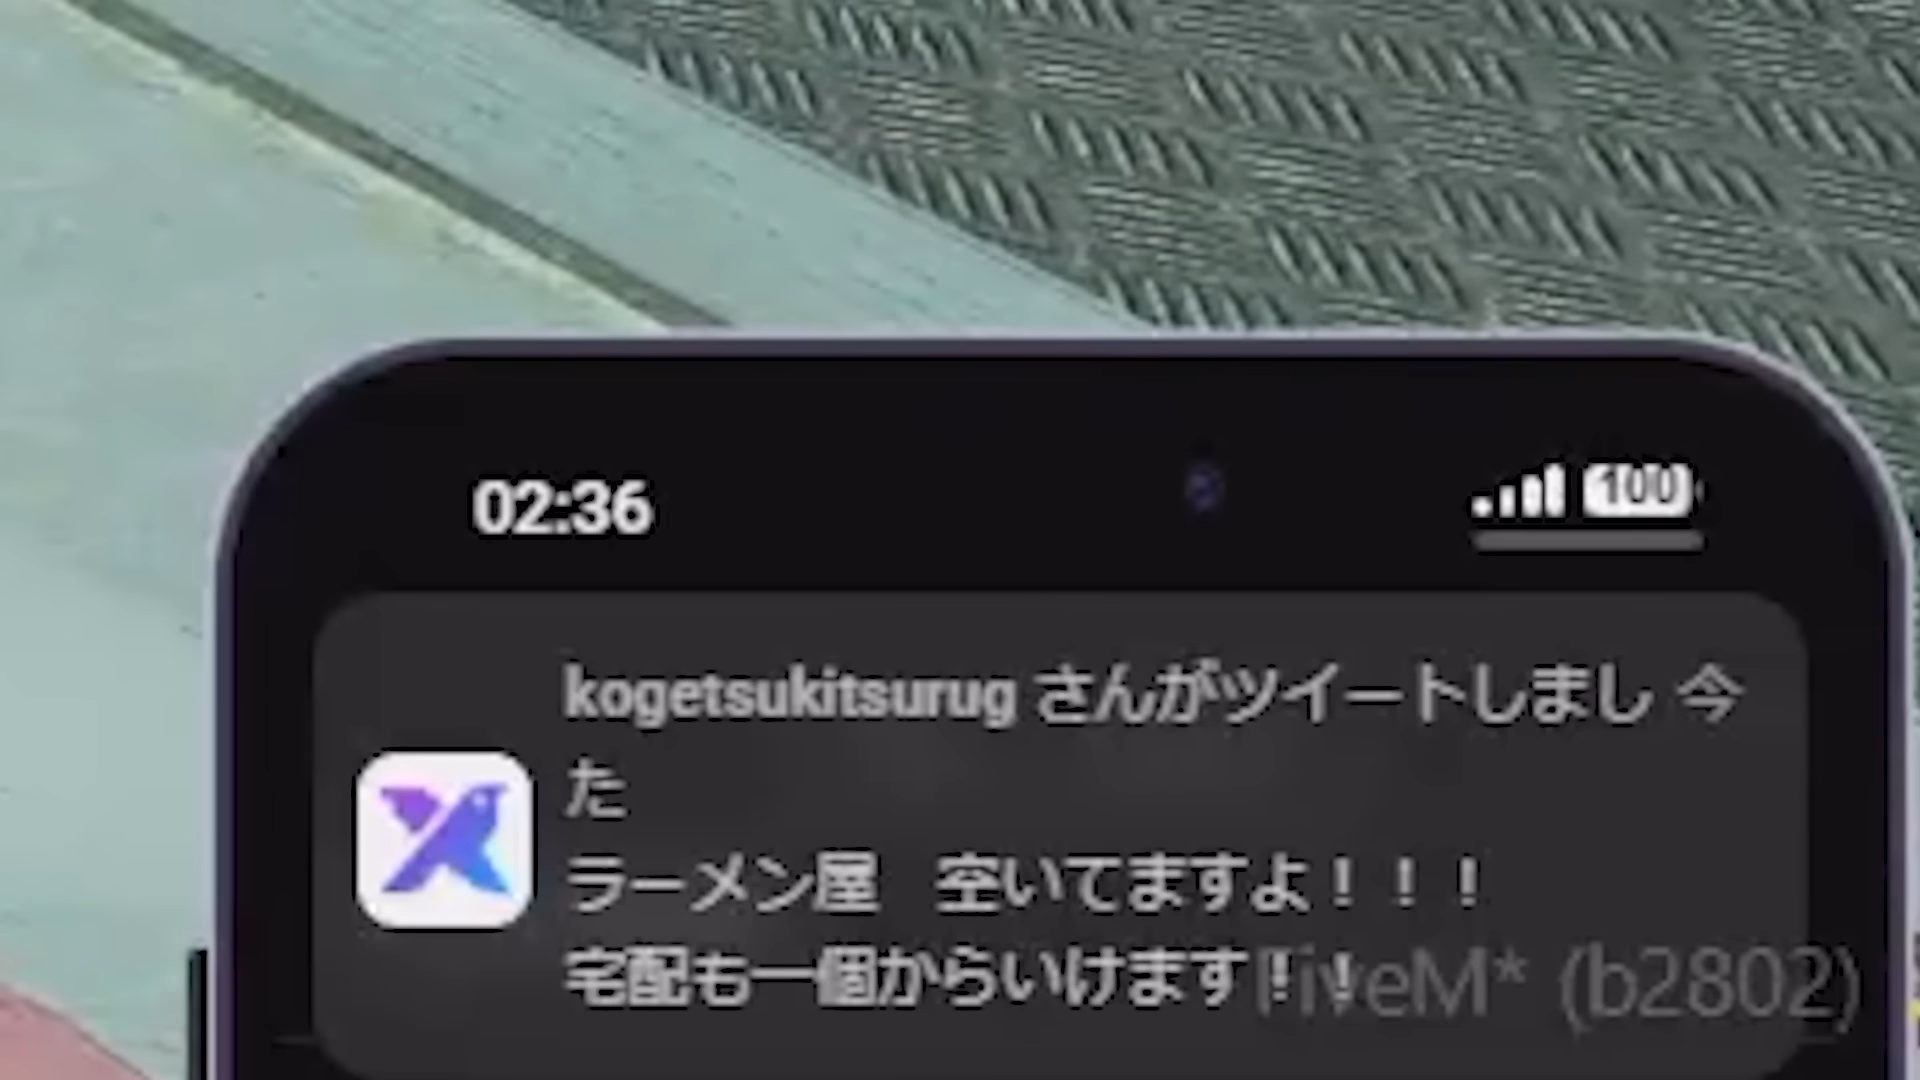 02:36
100
kogetsukitsurug さんがツイートしまし 今
た
ラーメン屋　空いてますよ！！！
宅配も一個からいけます！！
FiveM* (b2802)